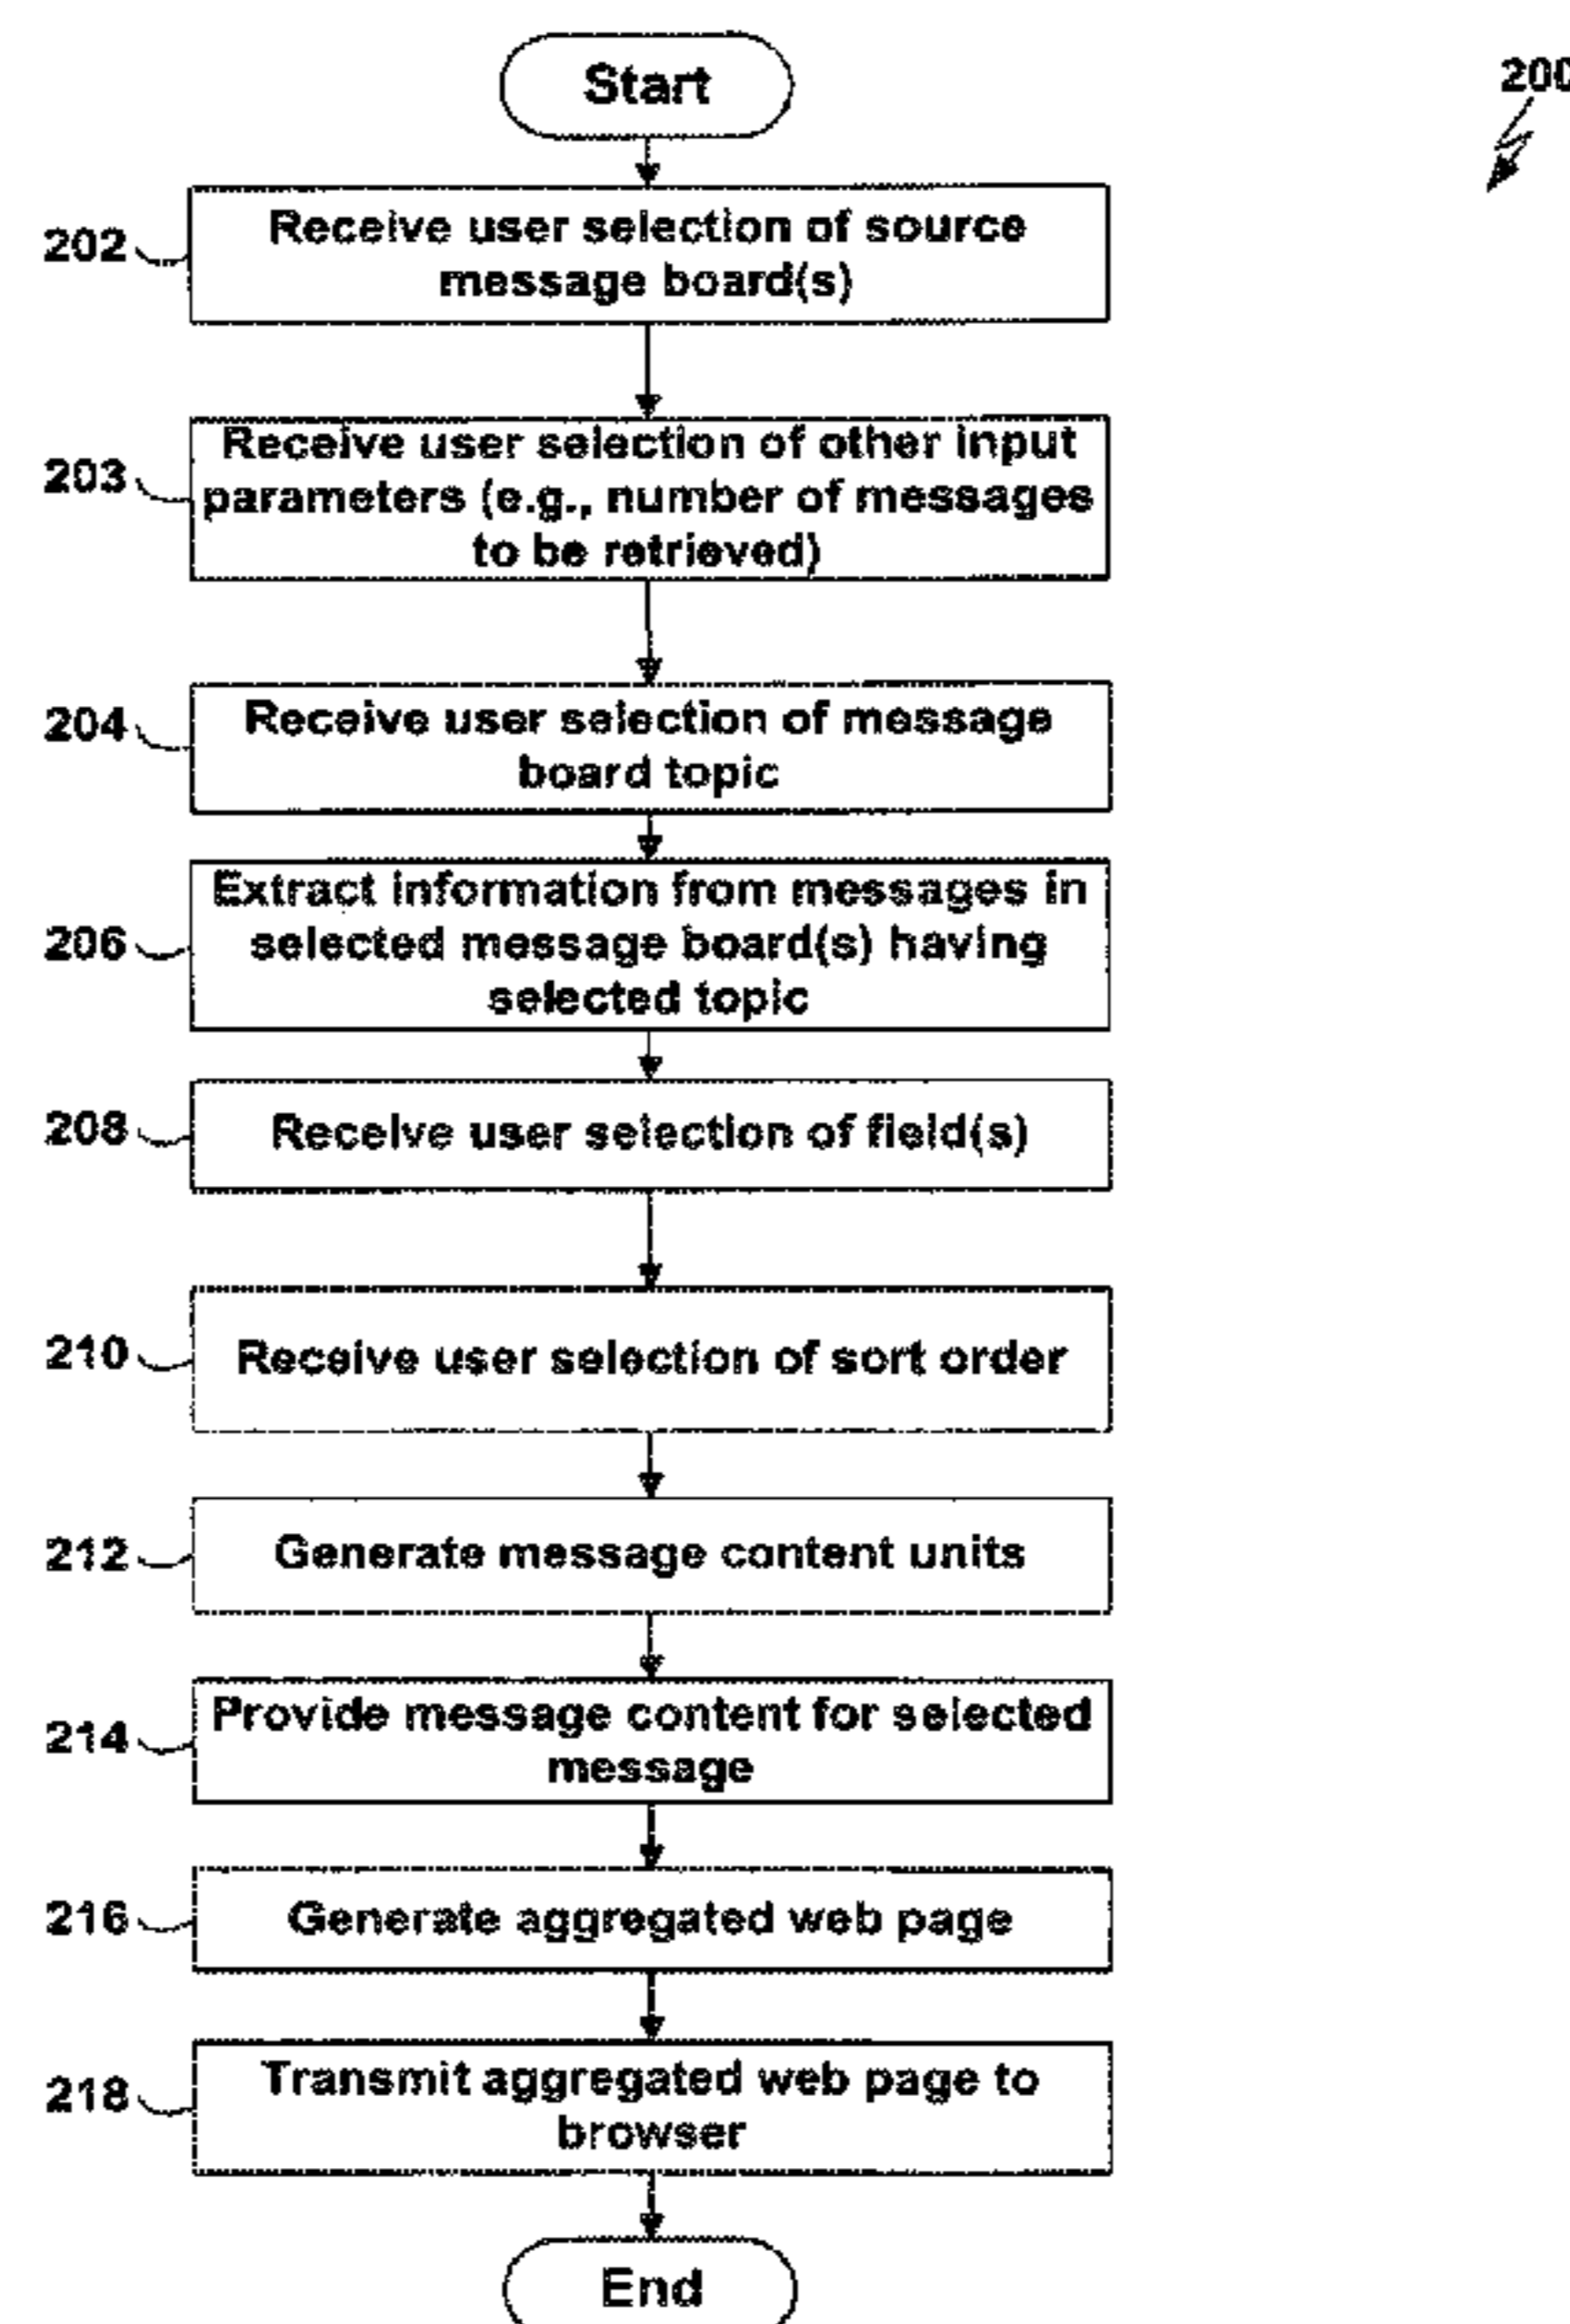 Start
200
202
Receive user selection of source
message board(s)
203
Receive user selection of other input
parameters (e.g., number of messages
to be retrieved)
204
Receive user selection of message
board topic
206
Extract information from messages in
selected message board(s) having
selected topic
208
Receive user selection of field(s)
210
Receive user selection of sort order
212
Generate message content units
214
Provide message content for selected
message
216
Generate aggregated web page
218
Transmit aggregated web page to
browser
End